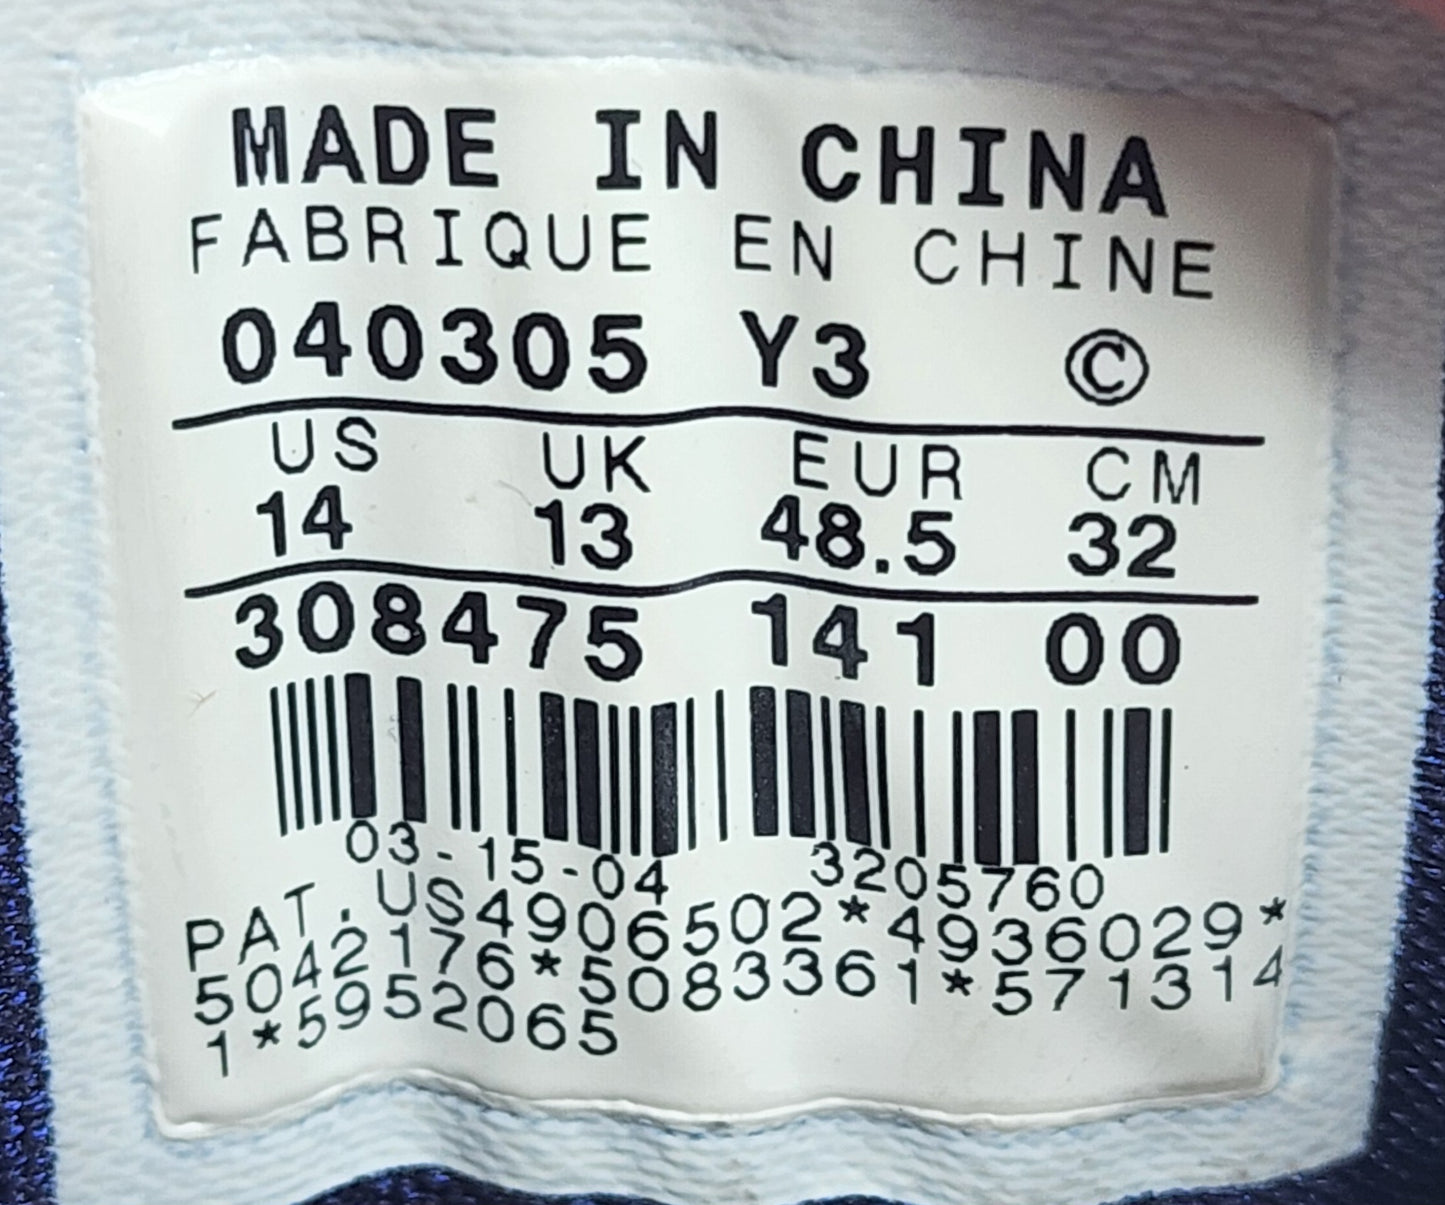 MADE IN CHINA
FABRIQUE EN CHINE
040305 Y3 ©
US UK EUR CM
14 13 48.5 32
308475 141 00
03-15-04 3205760
PAT. US4906502*4936029*
5042176*5083361*571314
1*5952065